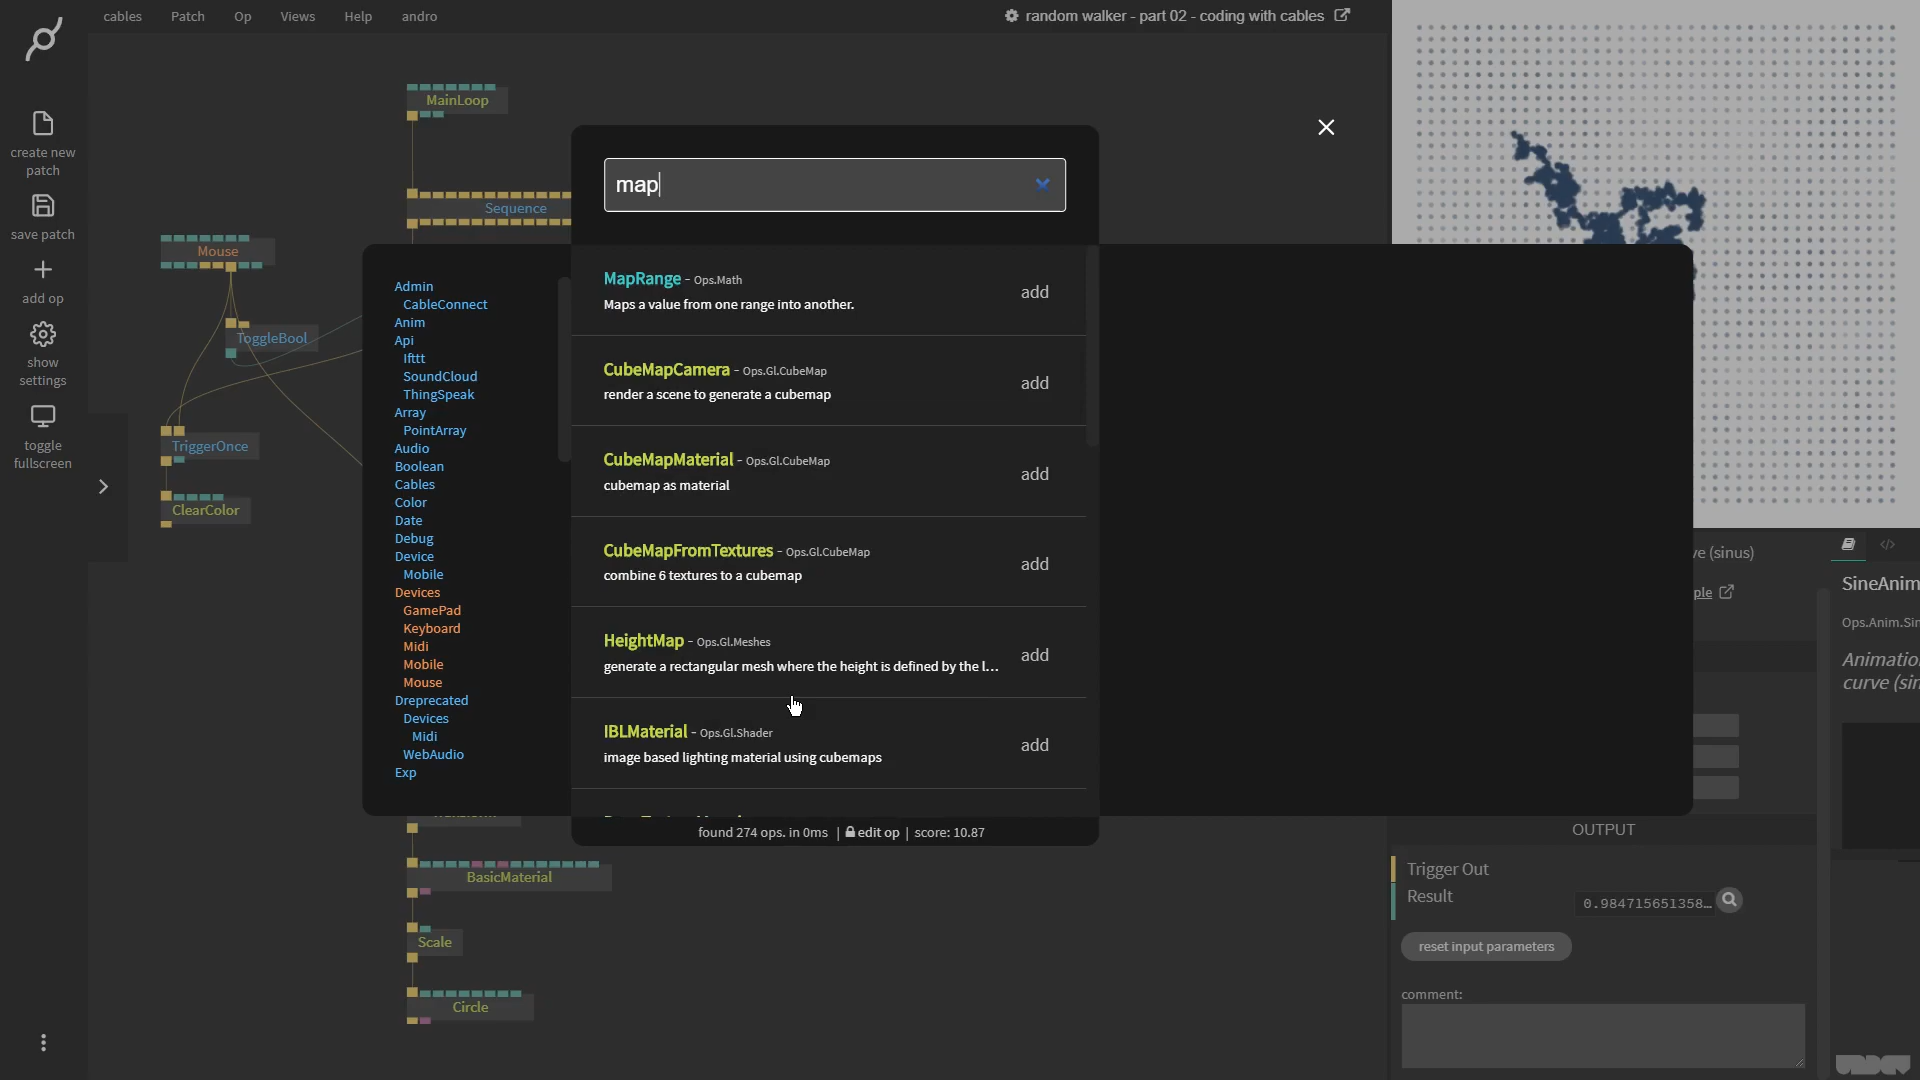 cables
Patch
Op
Views
Help
andro
random walker - part 02 - coding with cables
create new
patch
save patch
add op
show
settings
toggle
fullscreen
MainLoop
Sequence
Mouse
ToggleBool
TriggerOnce
ClearColor
BasicMaterial
Scale
Circle
map
Admin
CableConnect
Anim
Api
Ifttt
SoundCloud
ThingSpeak
Array
PointArray
Audio
Boolean
Cables
Color
Date
Debug
Device
Mobile
Devices
GamePad
Keyboard
Midi
Mobile
Mouse
Dreprecated
Devices
Midi
WebAudio
Exp
MapRange - Ops.Math
Maps a value from one range into another.
add
CubeMapCamera - Ops.Gl.CubeMap
render a scene to generate a cubemap
add
CubeMapMaterial - Ops.Gl.CubeMap
cubemap as material
add
CubeMapFromTextures - Ops.Gl.CubeMap
combine 6 textures to a cubemap
add
HeightMap - Ops.Gl.Meshes
generate a rectangular mesh where the height is defined by the l...
add
IBLMaterial - Ops.Gl.Shader
image based lighting material using cubemaps
add
found 274 ops. in 0ms | edit op | score: 10.87
ve (sinus)
ple
SineAnim
Ops.Anim.Sin
Animatio
curve (sin
OUTPUT
Trigger Out
Result
0.984715651358…
reset input parameters
comment: